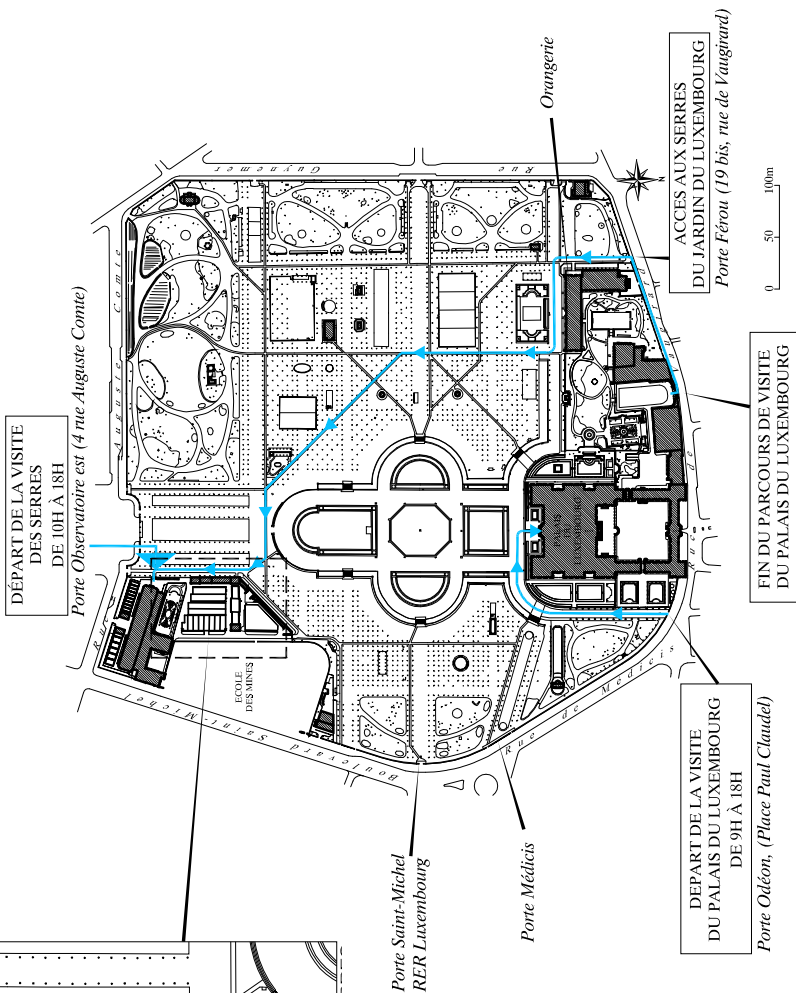 Orangerie
ACCES AUX SERRES
DU JARDIN DU LUXEMBOURG
Porte Férou (19 bis, rue de Vaugirard)
0 50 100m
Rue Guynemer
DÉPART DE LA VISITE
DES SERRES
DE 10H À 18H
Porte Observatoire est (4 rue Auguste Comte)
Rue Auguste Comte
ECOLE
DES MINES
Boulevard Saint-Michel
PALAIS
DU
LUXEMBOURG
Rue de
FIN DU PARCOURS DE VISITE
DU PALAIS DU LUXEMBOURG
Rue de Médicis
Porte Saint-Michel
RER Luxembourg
Porte Médicis
DEPART DE LA VISITE
DU PALAIS DU LUXEMBOURG
DE 9H À 18H
Porte Odéon, (Place Paul Claudel)